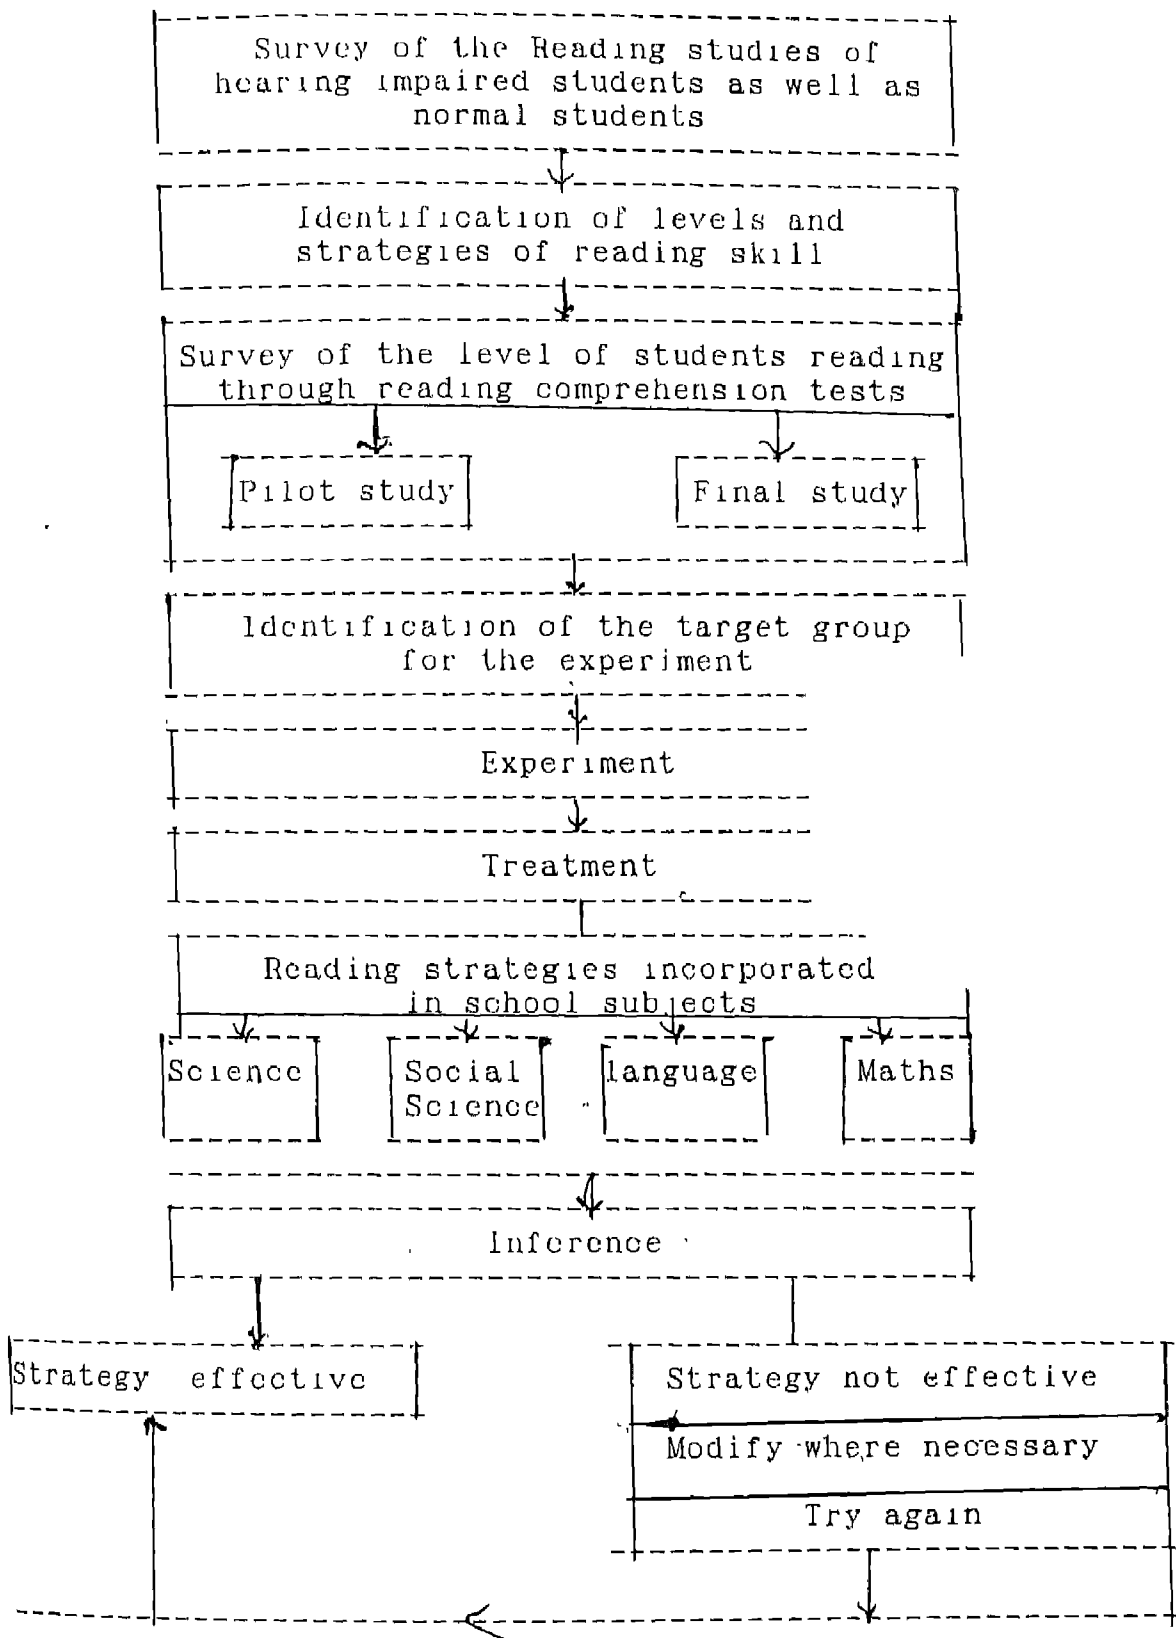 Survey of the Reading studies of
hearing impaired students as well as
normal students
Identification of levels and
strategies of reading skill
Survey of the level of students reading
through reading comprehension tests
Pilot study
Final study
Identification of the target group
for the experiment
Experiment
Treatment
Reading strategies incorporated
in school subjects
Science
Social
Science
language
Maths
Inference
Strategy effective
Strategy not effective
Modify where necessary
Try again